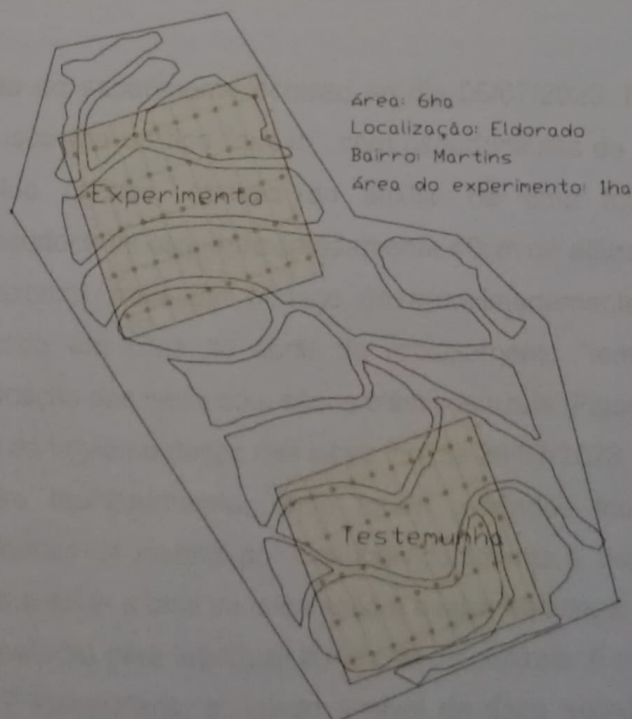 Área: 6ha
Localização: Eldorado
Bairro: Martins
Área do experimento: 1ha
Experimento
Testemunha